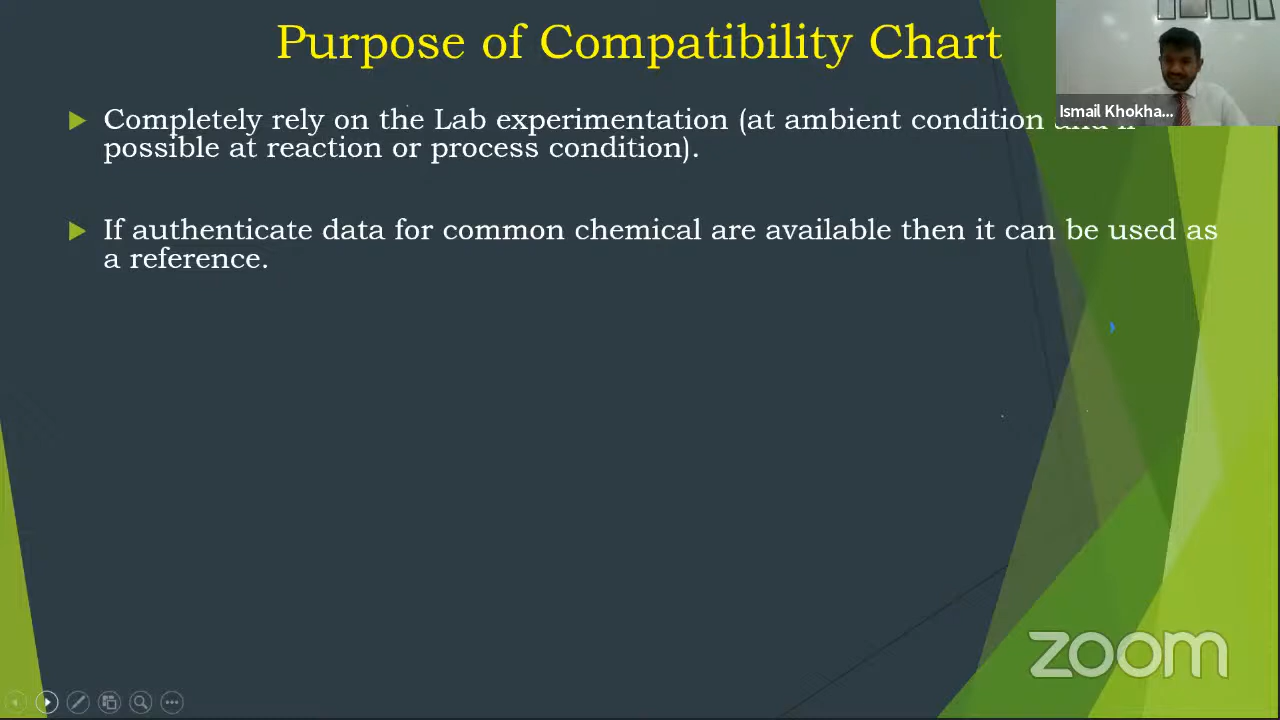 Purpose of Compatibility Chart
Ismail Khokha...
Completely rely on the Lab experimentation (at ambient condition
possible at reaction or process condition).
If authenticate data for common chemical are available then it can be used as
a reference.
zoom